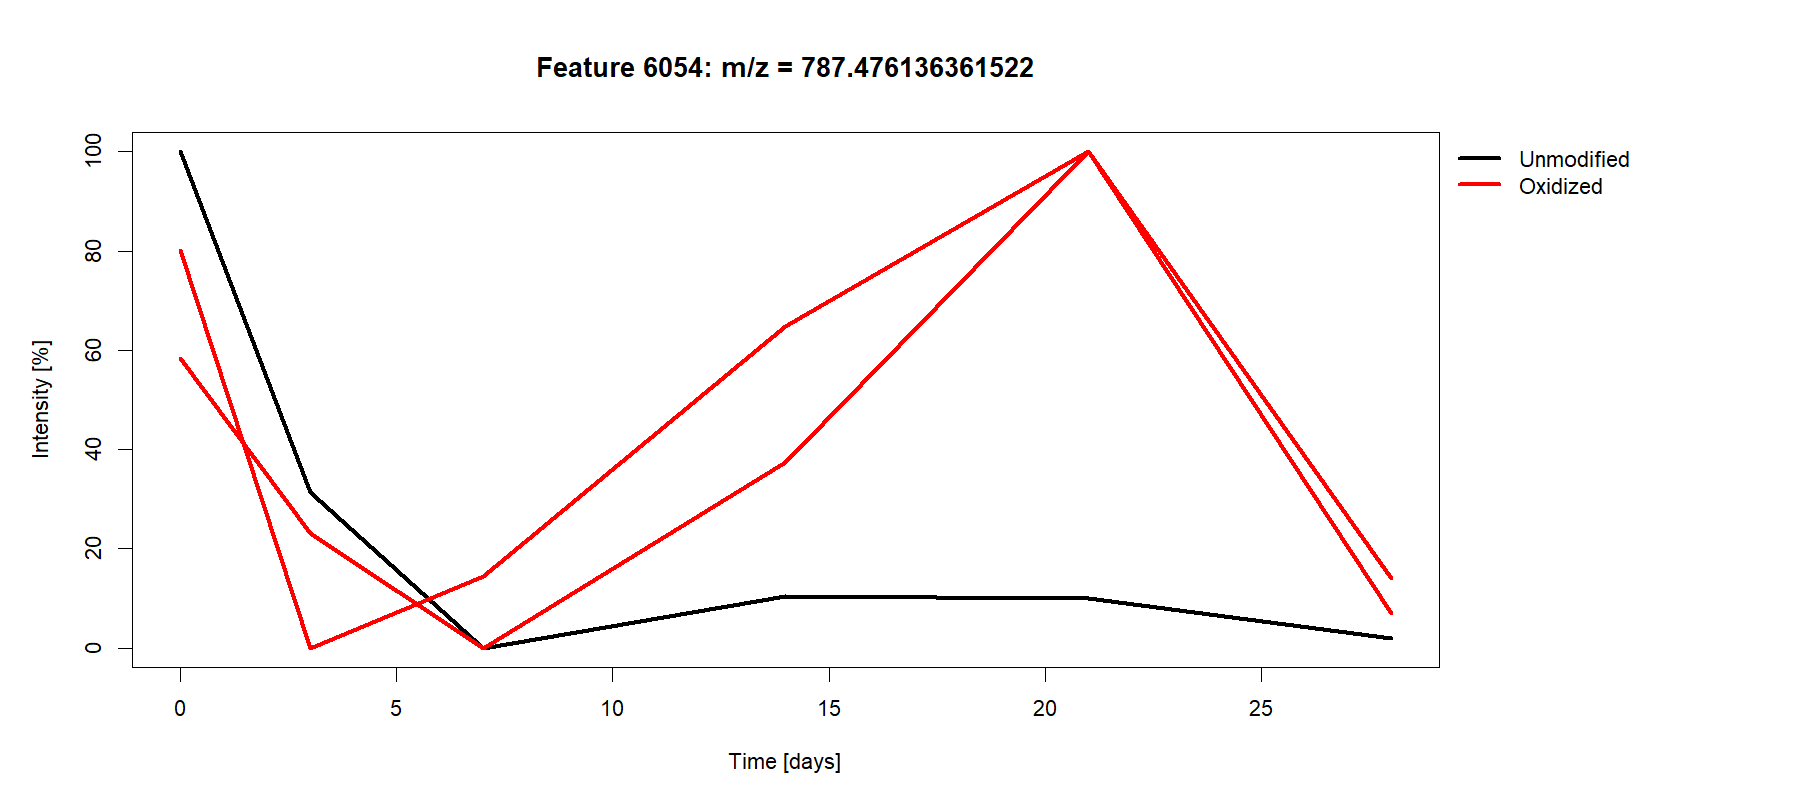 Feature 6054: m/z = 787.476136361522
Unmodified
Oxidized
Intensity [%]
100
80
60
40
20
0
0 5 10 15 20 25
Time [days]